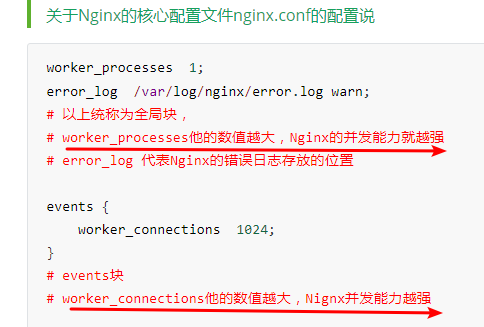 关于Nginx的核心配置文件nginx.conf的配置说
worker_processes  1;
error_log  /var/log/nginx/error.log warn;
# 以上统称为全局块，
# worker_processes他的数值越大，Nginx的并发能力就越强
# error_log 代表Nginx的错误日志存放的位置
events {
    worker_connections  1024;
}
# events块
# worker_connections他的数值越大，Nignx并发能力越强